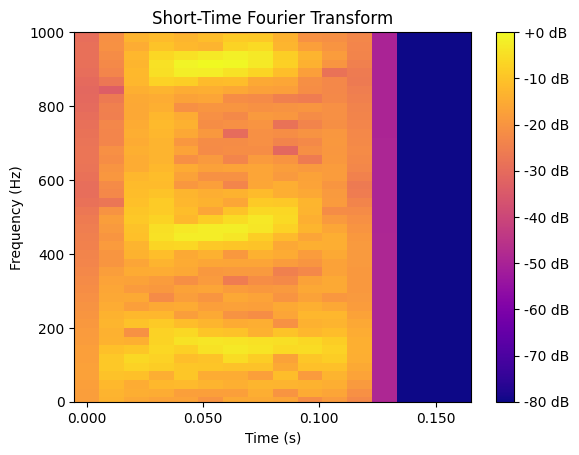 Short-Time Fourier Transform
Frequency (Hz)
1000
800
600
400
200
0
0.000
0.050
0.100
0.150
Time (s)
+0 dB
-10 dB
-20 dB
-30 dB
-40 dB
-50 dB
-60 dB
-70 dB
-80 dB